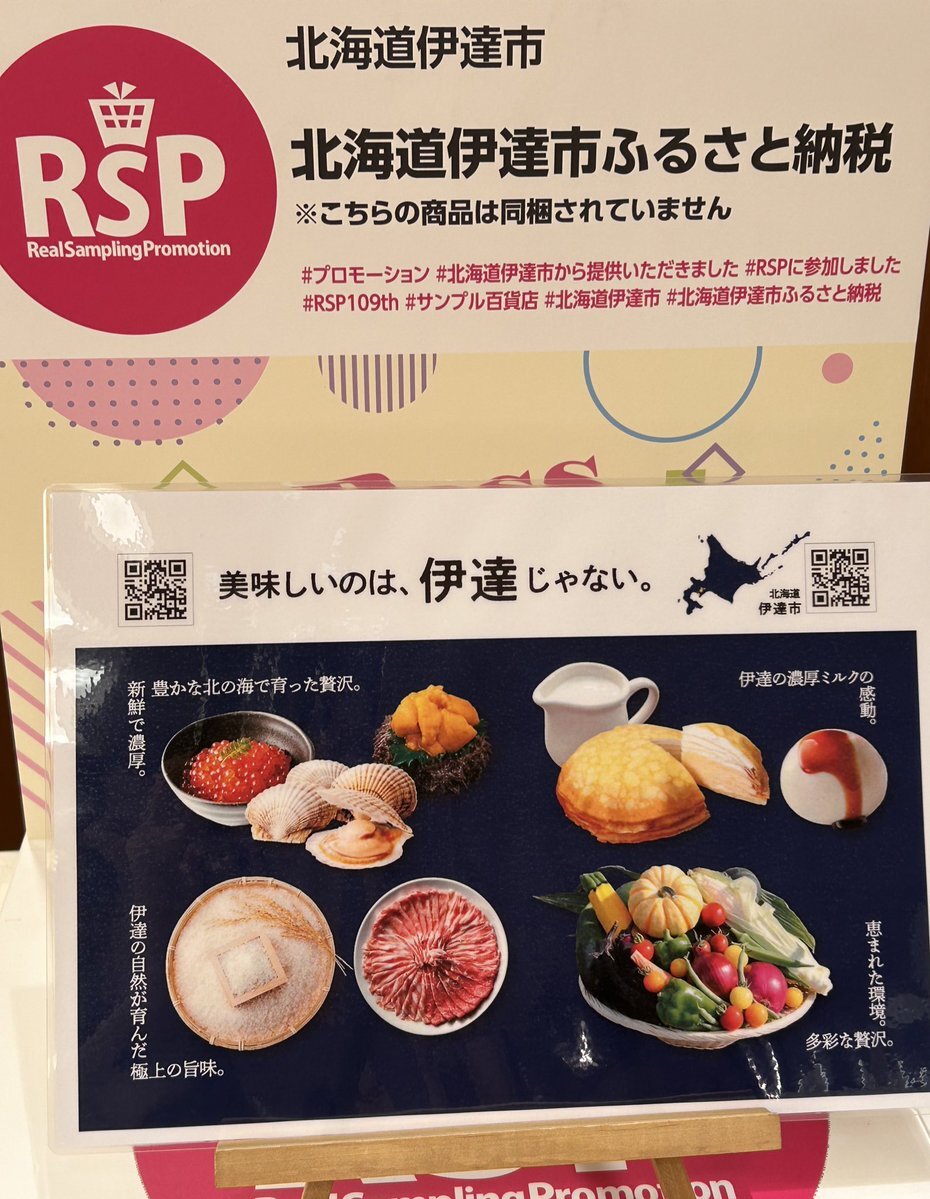 RSP
RealSamplingPromotion
北海道伊達市
北海道伊達市ふるさと納税
※こちらの商品は同梱されていません
#プロモーション #北海道伊達市から提供いただきました #RSPに参加しました
#RSP109th #サンプル百貨店 #北海道伊達市 #北海道伊達市ふるさと納税
美味しいのは、伊達じゃない。
北海道
伊達市
豊かな北の海で育った贅沢。
新鮮で濃厚。
伊達の濃厚ミルクの
感動。
伊達の自然が育んだ
極上の旨味。
恵まれた環境。
多彩な贅沢。
RealSamplingPromotion